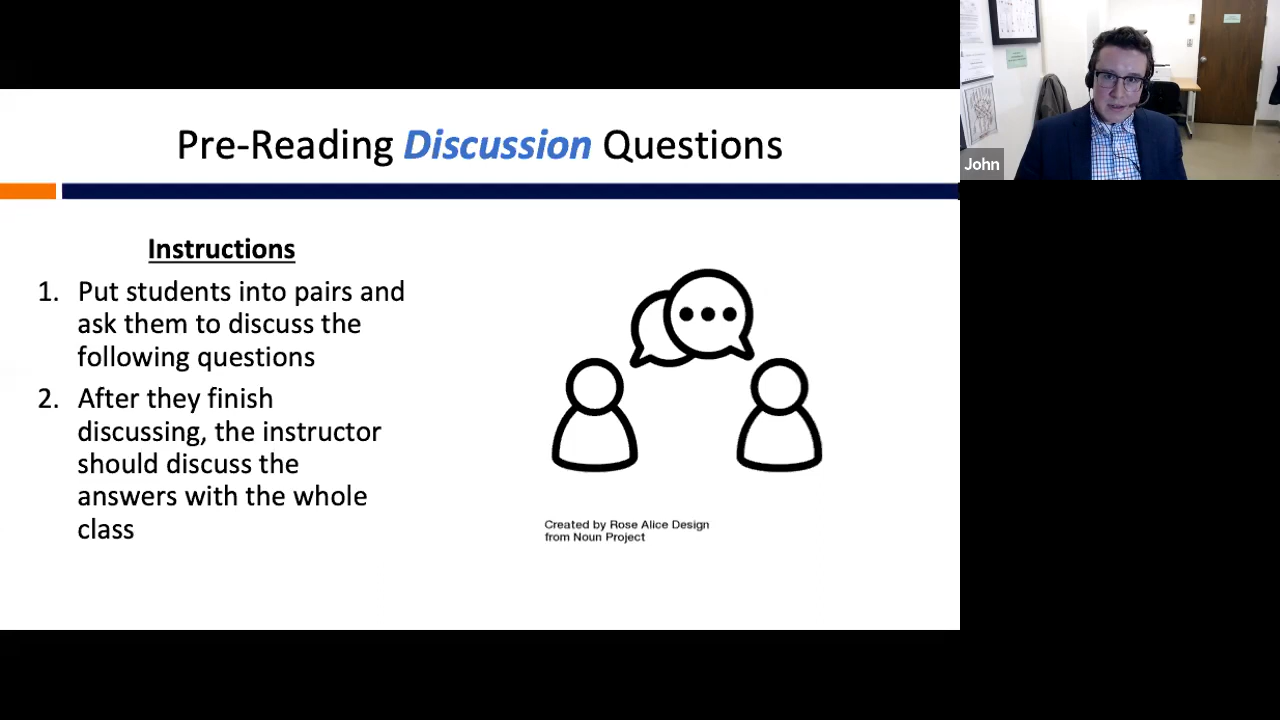 Pre-Reading Discussion Questions
Instructions
1. Put students into pairs and
ask them to discuss the
following questions
2. After they finish
discussing, the instructor
should discuss the
answers with the whole
class
Created by Rose Alice Design
from Noun Project
John